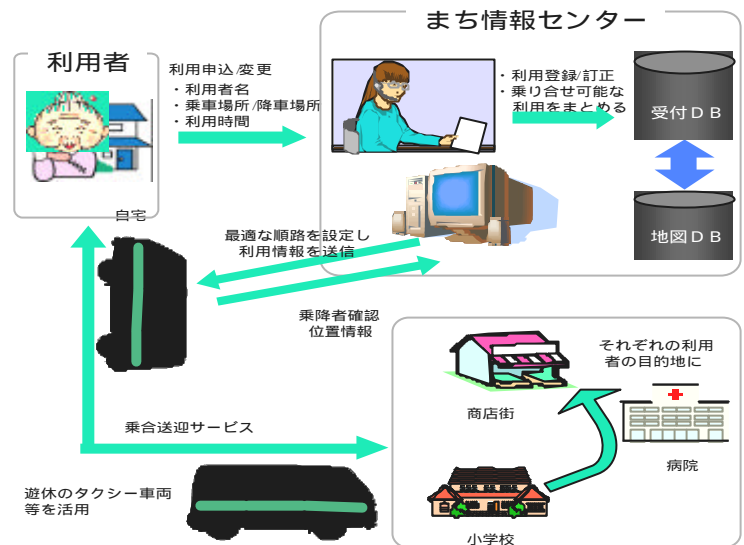 まち情報センター
利用者
利用申込/変更
・利用者名
・乗車場所/降車場所
・利用時間
・利用登録/訂正
・乗り合せ可能な
利用をまとめる
受付DB
地図DB
自宅
最適な順路を設定し
利用情報を送信
乗降者確認
位置情報
それぞれの利用
者の目的地に
商店街
病院
小学校
乗合送迎サービス
遊休のタクシー車両
等を活用